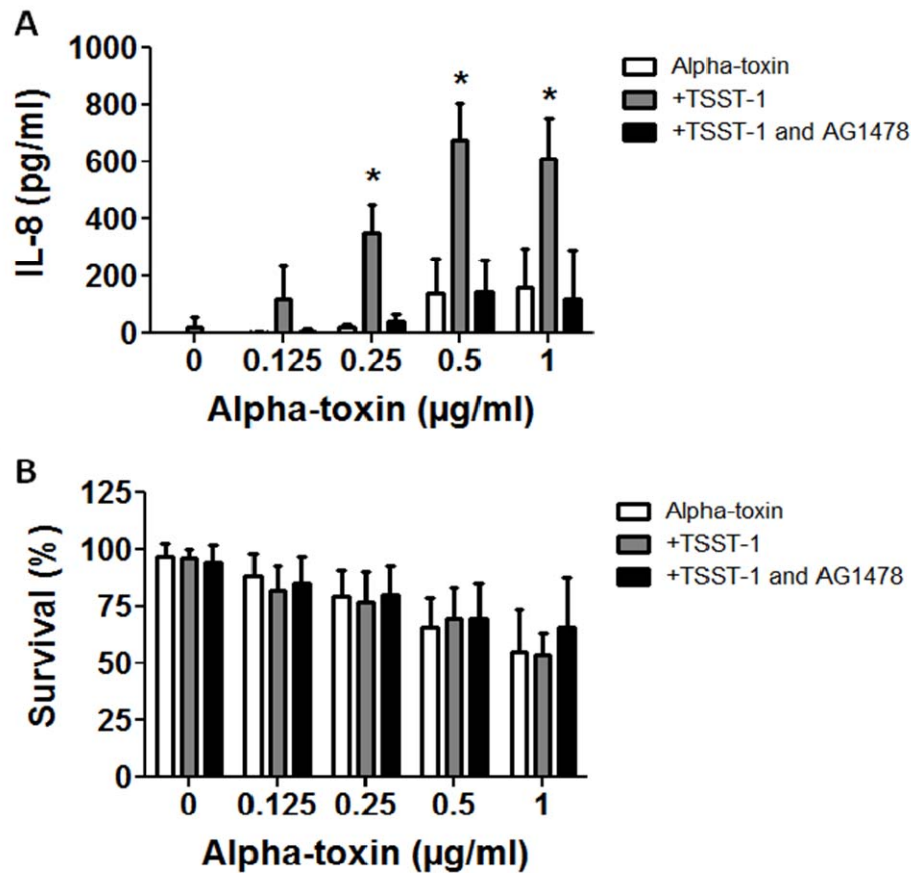 A
1000
800
600
400
200
0
IL-8 (pg/ml)
* * *
0 0.125 0.25 0.5 1
Alpha-toxin (µg/ml)
Alpha-toxin
+TSST-1
+TSST-1 and AG1478
B
125
100
75
50
25
0
Survival (%)
0 0.125 0.25 0.5 1
Alpha-toxin (µg/ml)
Alpha-toxin
+TSST-1
+TSST-1 and AG1478